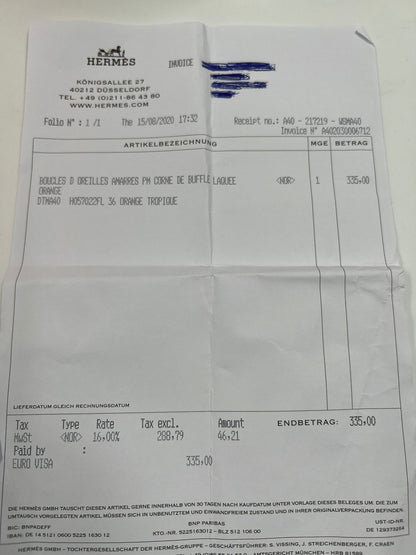 HERMÈS
KÖNIGSALLEE 27
40212 DÜSSELDORF
TEL. +49 (0)211-86 43 80
WWW.HERMES.COM
INVOICE
Folio N° : 1 /1 The 15/08/2020 17:32 Receipt no.: A40 - 217219 - WSMA40
Invoice N° AA02030006712
ARTIKELBEZEICHNUNG MGE BETRAG
BOUCLES D OREILLES AMARRES PM CORNE DE BUFFLE LAQUEE <NOR> 1 335,00
ORANGE
DTMA40 H057022FL 36 ORANGE TROPIQUE
LIEFERDATUM GLEICH RECHNUNGSDATUM
Tax Type Rate Tax excl. Amount ENDBETRAG: 335,00
MwSt <NOR> 16,00% 288,79 46,21
Paid by :
EURO VISA 335,00
DIE HERMÈS GMBH TAUSCHT DIESEN ARTIKEL GERNE INNERHALB VON 30 TAGEN NACH KAUFDATUM UNTER VORLAGE DIESES BELEGES UM. DIE ZUM
UMTAUSCH VORGELEGTEN ARTIKEL MÜSSEN SICH IN UNBENUTZTEM UND EINWANDFREIEM ZUSTAND UND IN IHRER ORIGINALVERPACKUNG BEFINDEN.
BIC: BNPADEFF BNP PARIBAS UST-ID-NR.
IBAN: DE 14 5121 0600 5225 1630 12 KTO.-NR. 5225163012 – BLZ 512 106 00 DE 129373264
HERMÈS GMBH – TOCHTERGESELLSCHAFT DER HERMÈS-GRUPPE – GESCHÄFTSFÜHRER: S. VISSING, J. STREICHENBERGER, F. CRAEN
AMTSGERICHT MÜNCHEN – HRB 91589